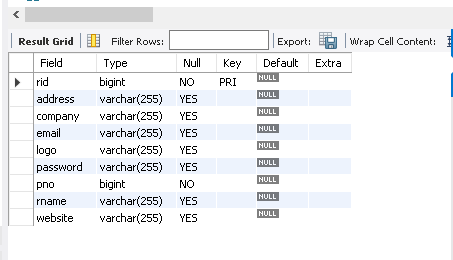 Result Grid Filter Rows: Export: Wrap Cell Content:
Field Type Null Key Default Extra
rid bigint NO PRI NULL
address varchar(255) YES NULL
company varchar(255) YES NULL
email varchar(255) YES NULL
logo varchar(255) YES NULL
password varchar(255) YES NULL
pno bigint NO NULL
rname varchar(255) YES NULL
website varchar(255) YES NULL